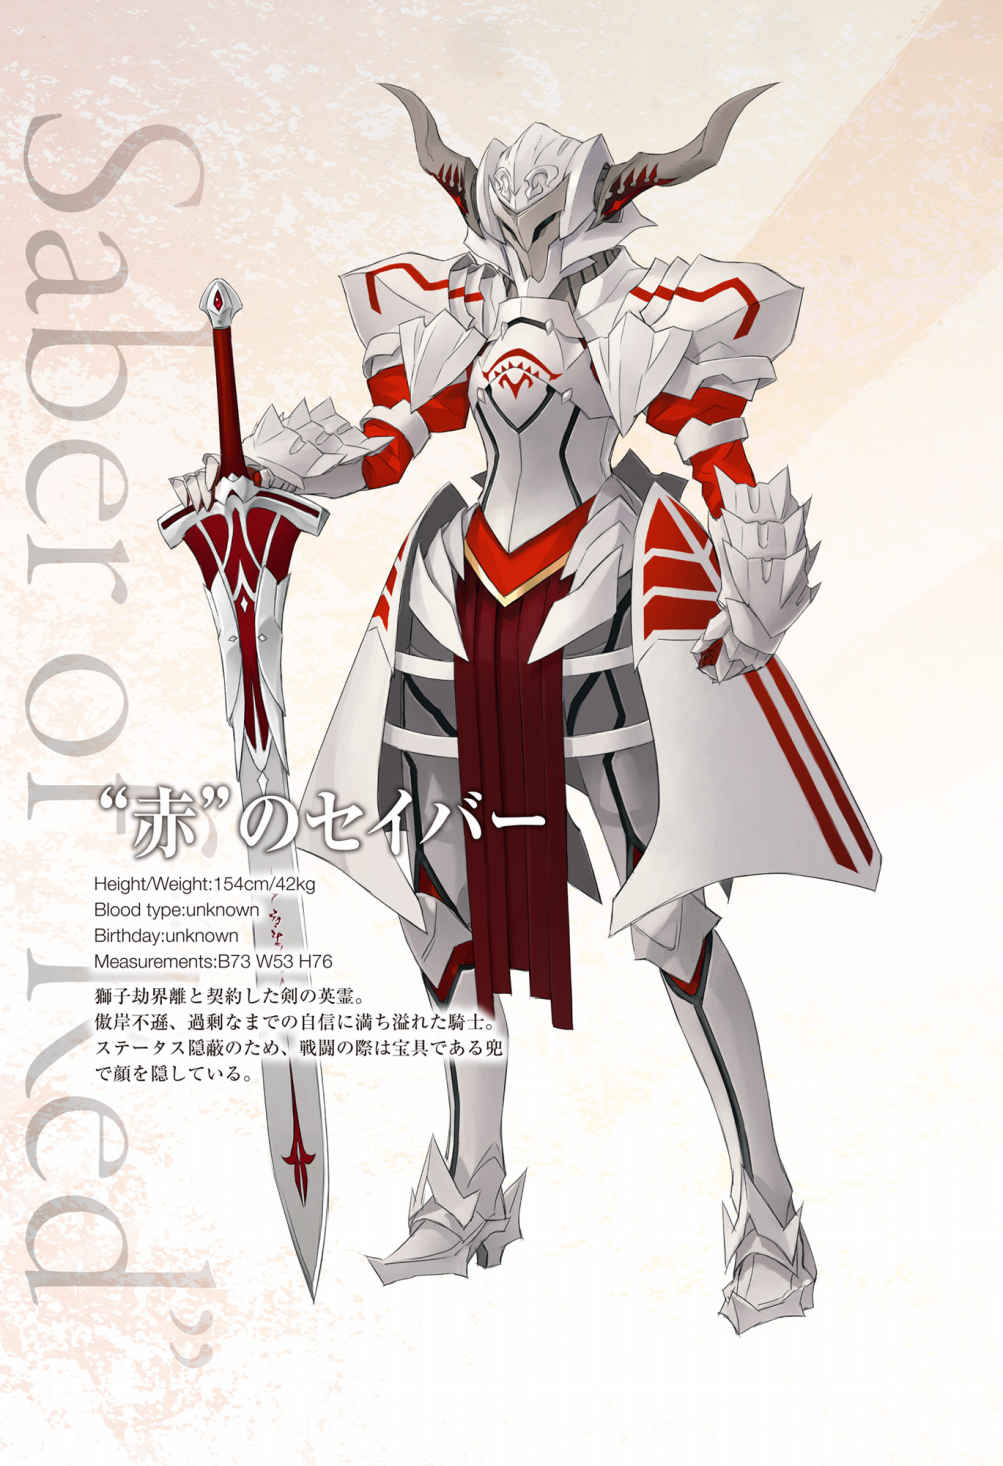 Saber of "Red"
“赤”のセイバー
Height/Weight:154cm/42kg
Blood type:unknown
Birthday:unknown
Measurements:B73 W53 H76
獅子劫界離と契約した剣の英霊。
傲岸不遜、過剰なまでの自信に満ち溢れた騎士。
ステータス隠蔽のため、戦闘の際は宝具である兜
で顔を隠している。